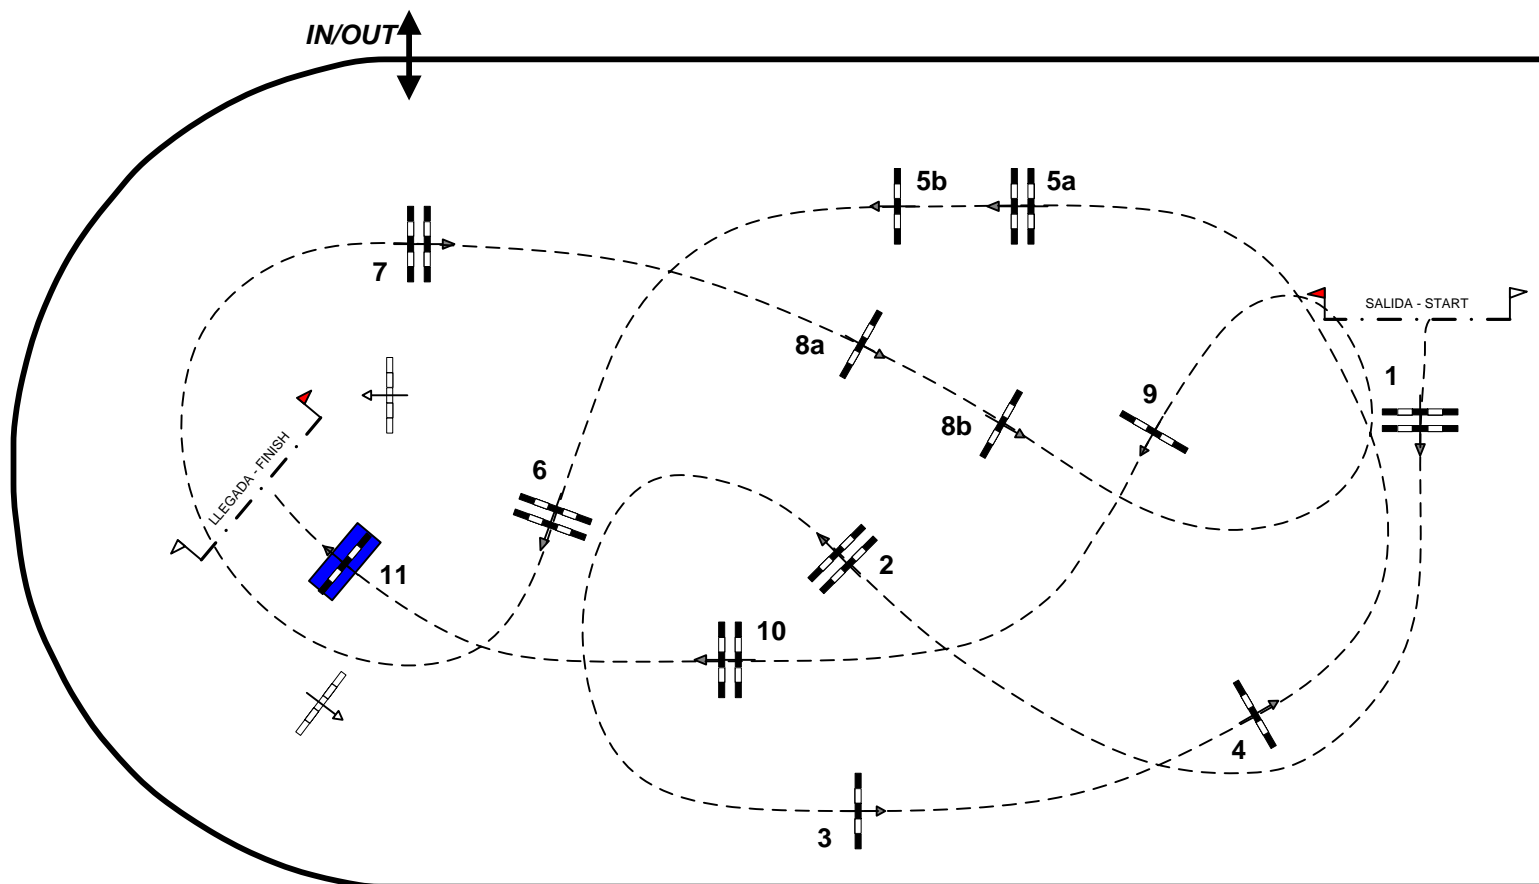 IN/OUT
5b
5a
7
SALIDA - START
8a
1
9
8b
LLEGADA - FINISH
6
2
11
10
4
3